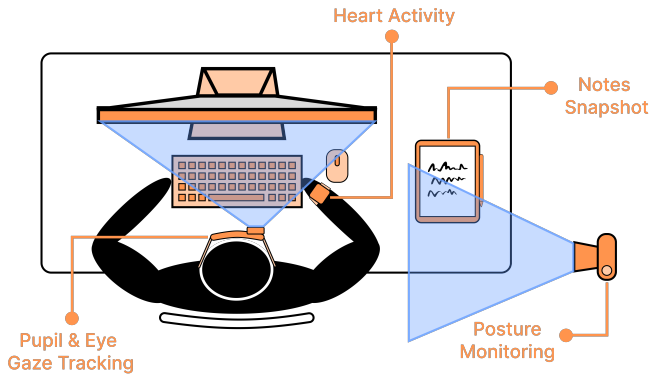 Heart Activity
Notes
Snapshot
Pupil & Eye
Gaze Tracking
Posture
Monitoring